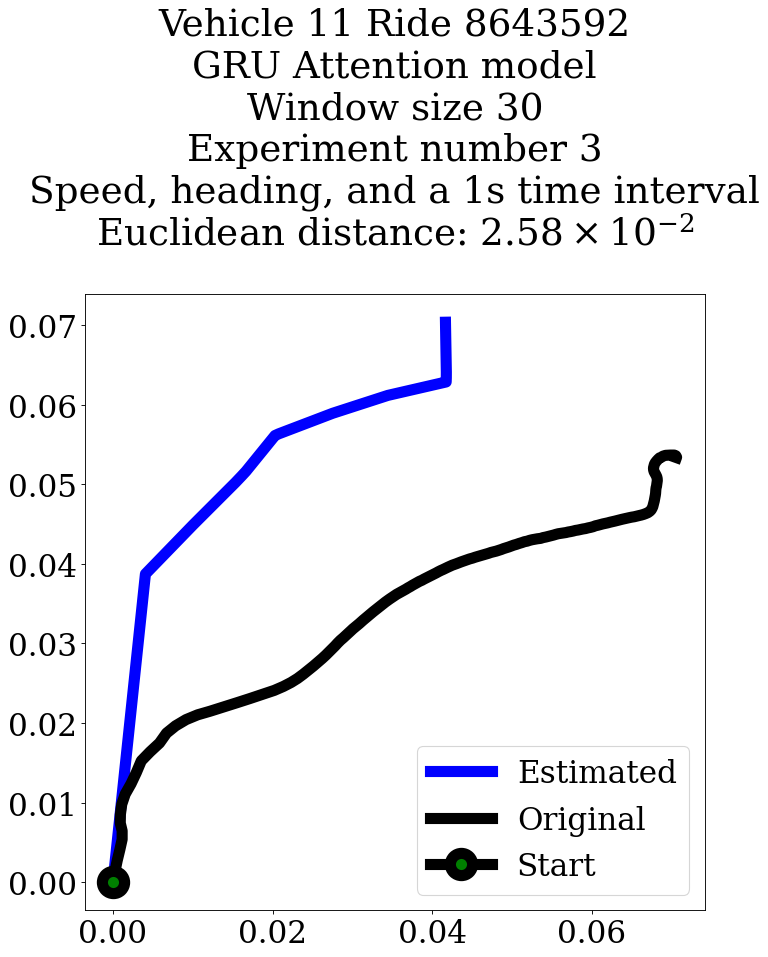 Vehicle 11 Ride 8643592
GRU Attention model
Window size 30
Experiment number 3
Speed, heading, and a 1s time interval
Euclidean distance: 2.58 × 10⁻²
0.07
0.06
0.05
0.04
0.03
0.02
0.01
0.00
Estimated
Original
Start
0.00 0.02 0.04 0.06